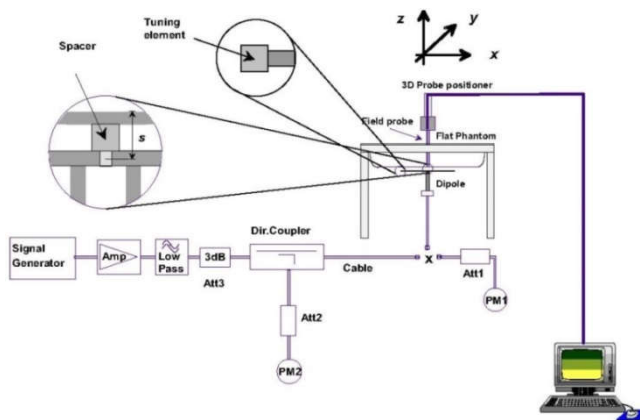 Tuning
element
Spacer
z
y
x
3D Probe positioner
Field probe
Flat Phantom
s
Dipole
Dir.Coupler
Signal
Generator
Amp
Low
Pass
3dB
Att3
Cable
x
Att1
PM1
Att2
PM2